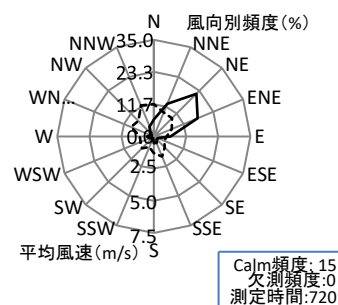 N
風向別頻度(%)
35.0
NNW
NNE
NW
23.3
NE
WN...
11.7
ENE
W
0.0
E
WSW
2.5
ESE
SW
5.0
SE
SSW
SSE
平均風速(m/s)
7.5
S
Calm頻度: 15
欠測頻度:0
測定時間:720